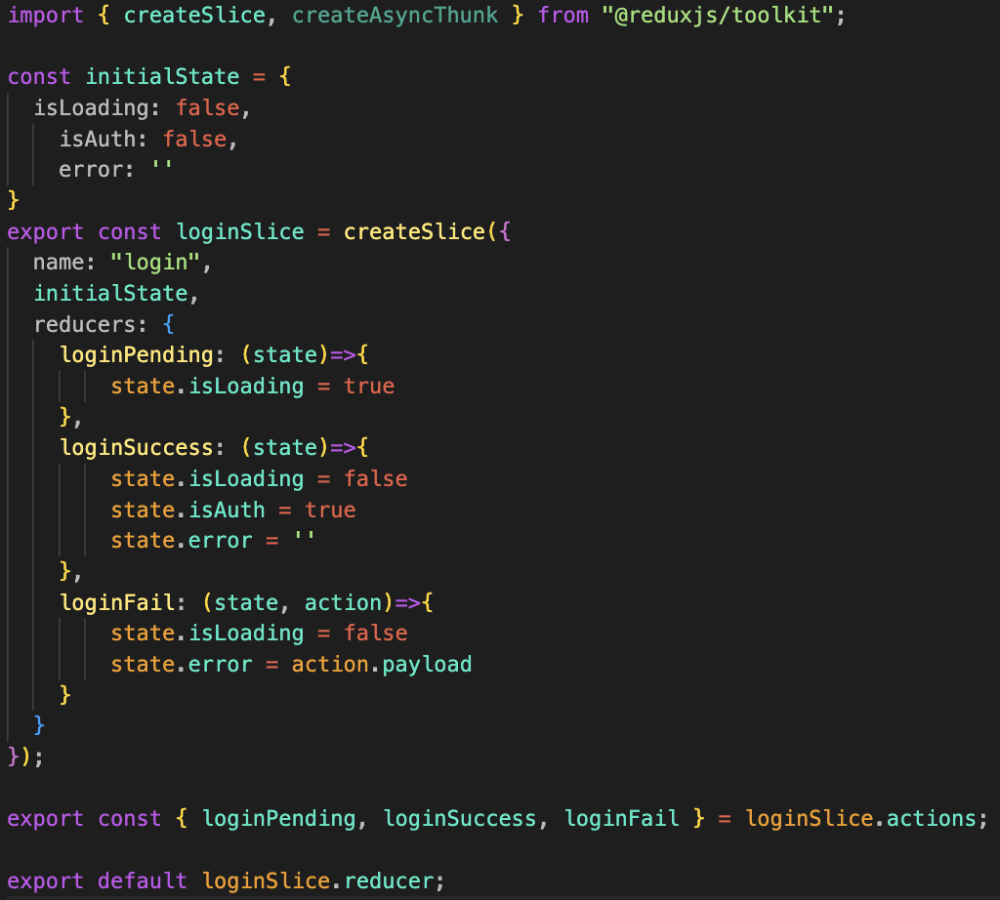 import { createSlice, createAsyncThunk } from "@reduxjs/toolkit";
const initialState = {
  isLoading: false,
    isAuth: false,
    error: ''
}
export const loginSlice = createSlice({
  name: "login",
  initialState,
  reducers: {
    loginPending: (state)=>{
        state.isLoading = true
    },
    loginSuccess: (state)=>{
        state.isLoading = false
        state.isAuth = true
        state.error = ''
    },
    loginFail: (state, action)=>{
        state.isLoading = false
        state.error = action.payload
    }
  }
});
export const { loginPending, loginSuccess, loginFail } = loginSlice.actions;
export default loginSlice.reducer;